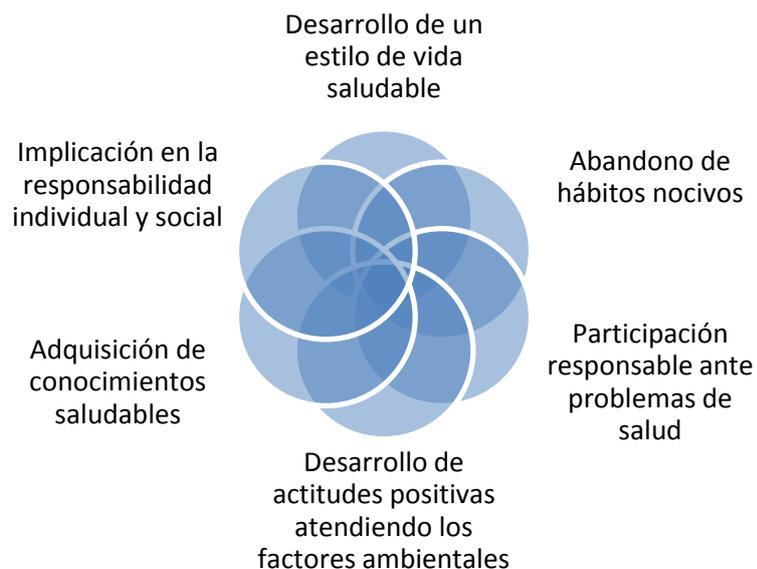 Desarrollo de un
estilo de vida
saludable
Abandono de
hábitos nocivos
Participación
responsable ante
problemas de
salud
Desarrollo de
actitudes positivas
atendiendo los
factores ambientales
Adquisición de
conocimientos
saludables
Implicación en la
responsabilidad
individual y social